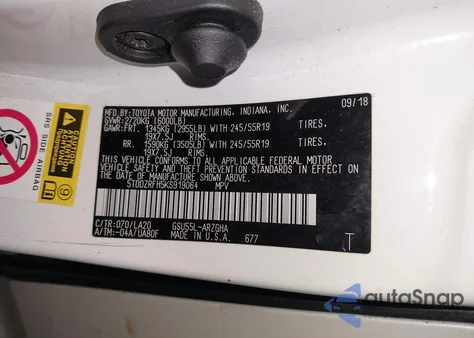 MFD.BY:TOYOTA MOTOR MANUFACTURING, INDIANA, INC. 09/18
GVWR:2720KG (6000LB)
GAWR:FRT. 1345KG (2955LB) WITH 245/55R19 TIRES,
19X7.5J RIMS.
RR. 1590KG (3505LB) WITH 245/55R19 TIRES,
19X7.5J RIMS.
THIS VEHICLE CONFORMS TO ALL APPLICABLE FEDERAL MOTOR
VEHICLE SAFETY AND THEFT PREVENTION STANDARDS IN EFFECT
ON THE DATE OF MANUFACTURE SHOWN ABOVE.
5TDDZRFH5KS919064 MPV
C/TR:070/LA20 GSU55L-ARZGHA
A/TM:-04A/UA80F MADE IN U.S.A. 677
T
autoSnap